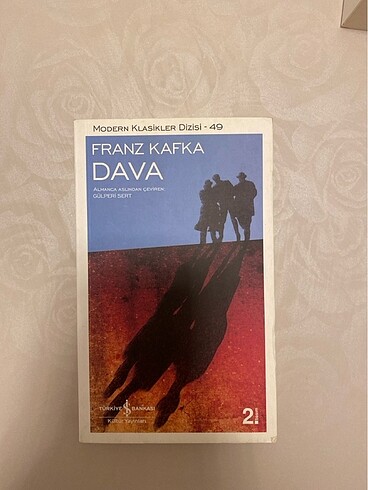 MODERN KLASİKLER DİZİSİ - 49
FRANZ KAFKA
DAVA
ALMANCA ASLINDAN ÇEVİREN:
GÜLPERİ SERT
TÜRKİYE İŞ BANKASI
Kültür Yayınları
2.